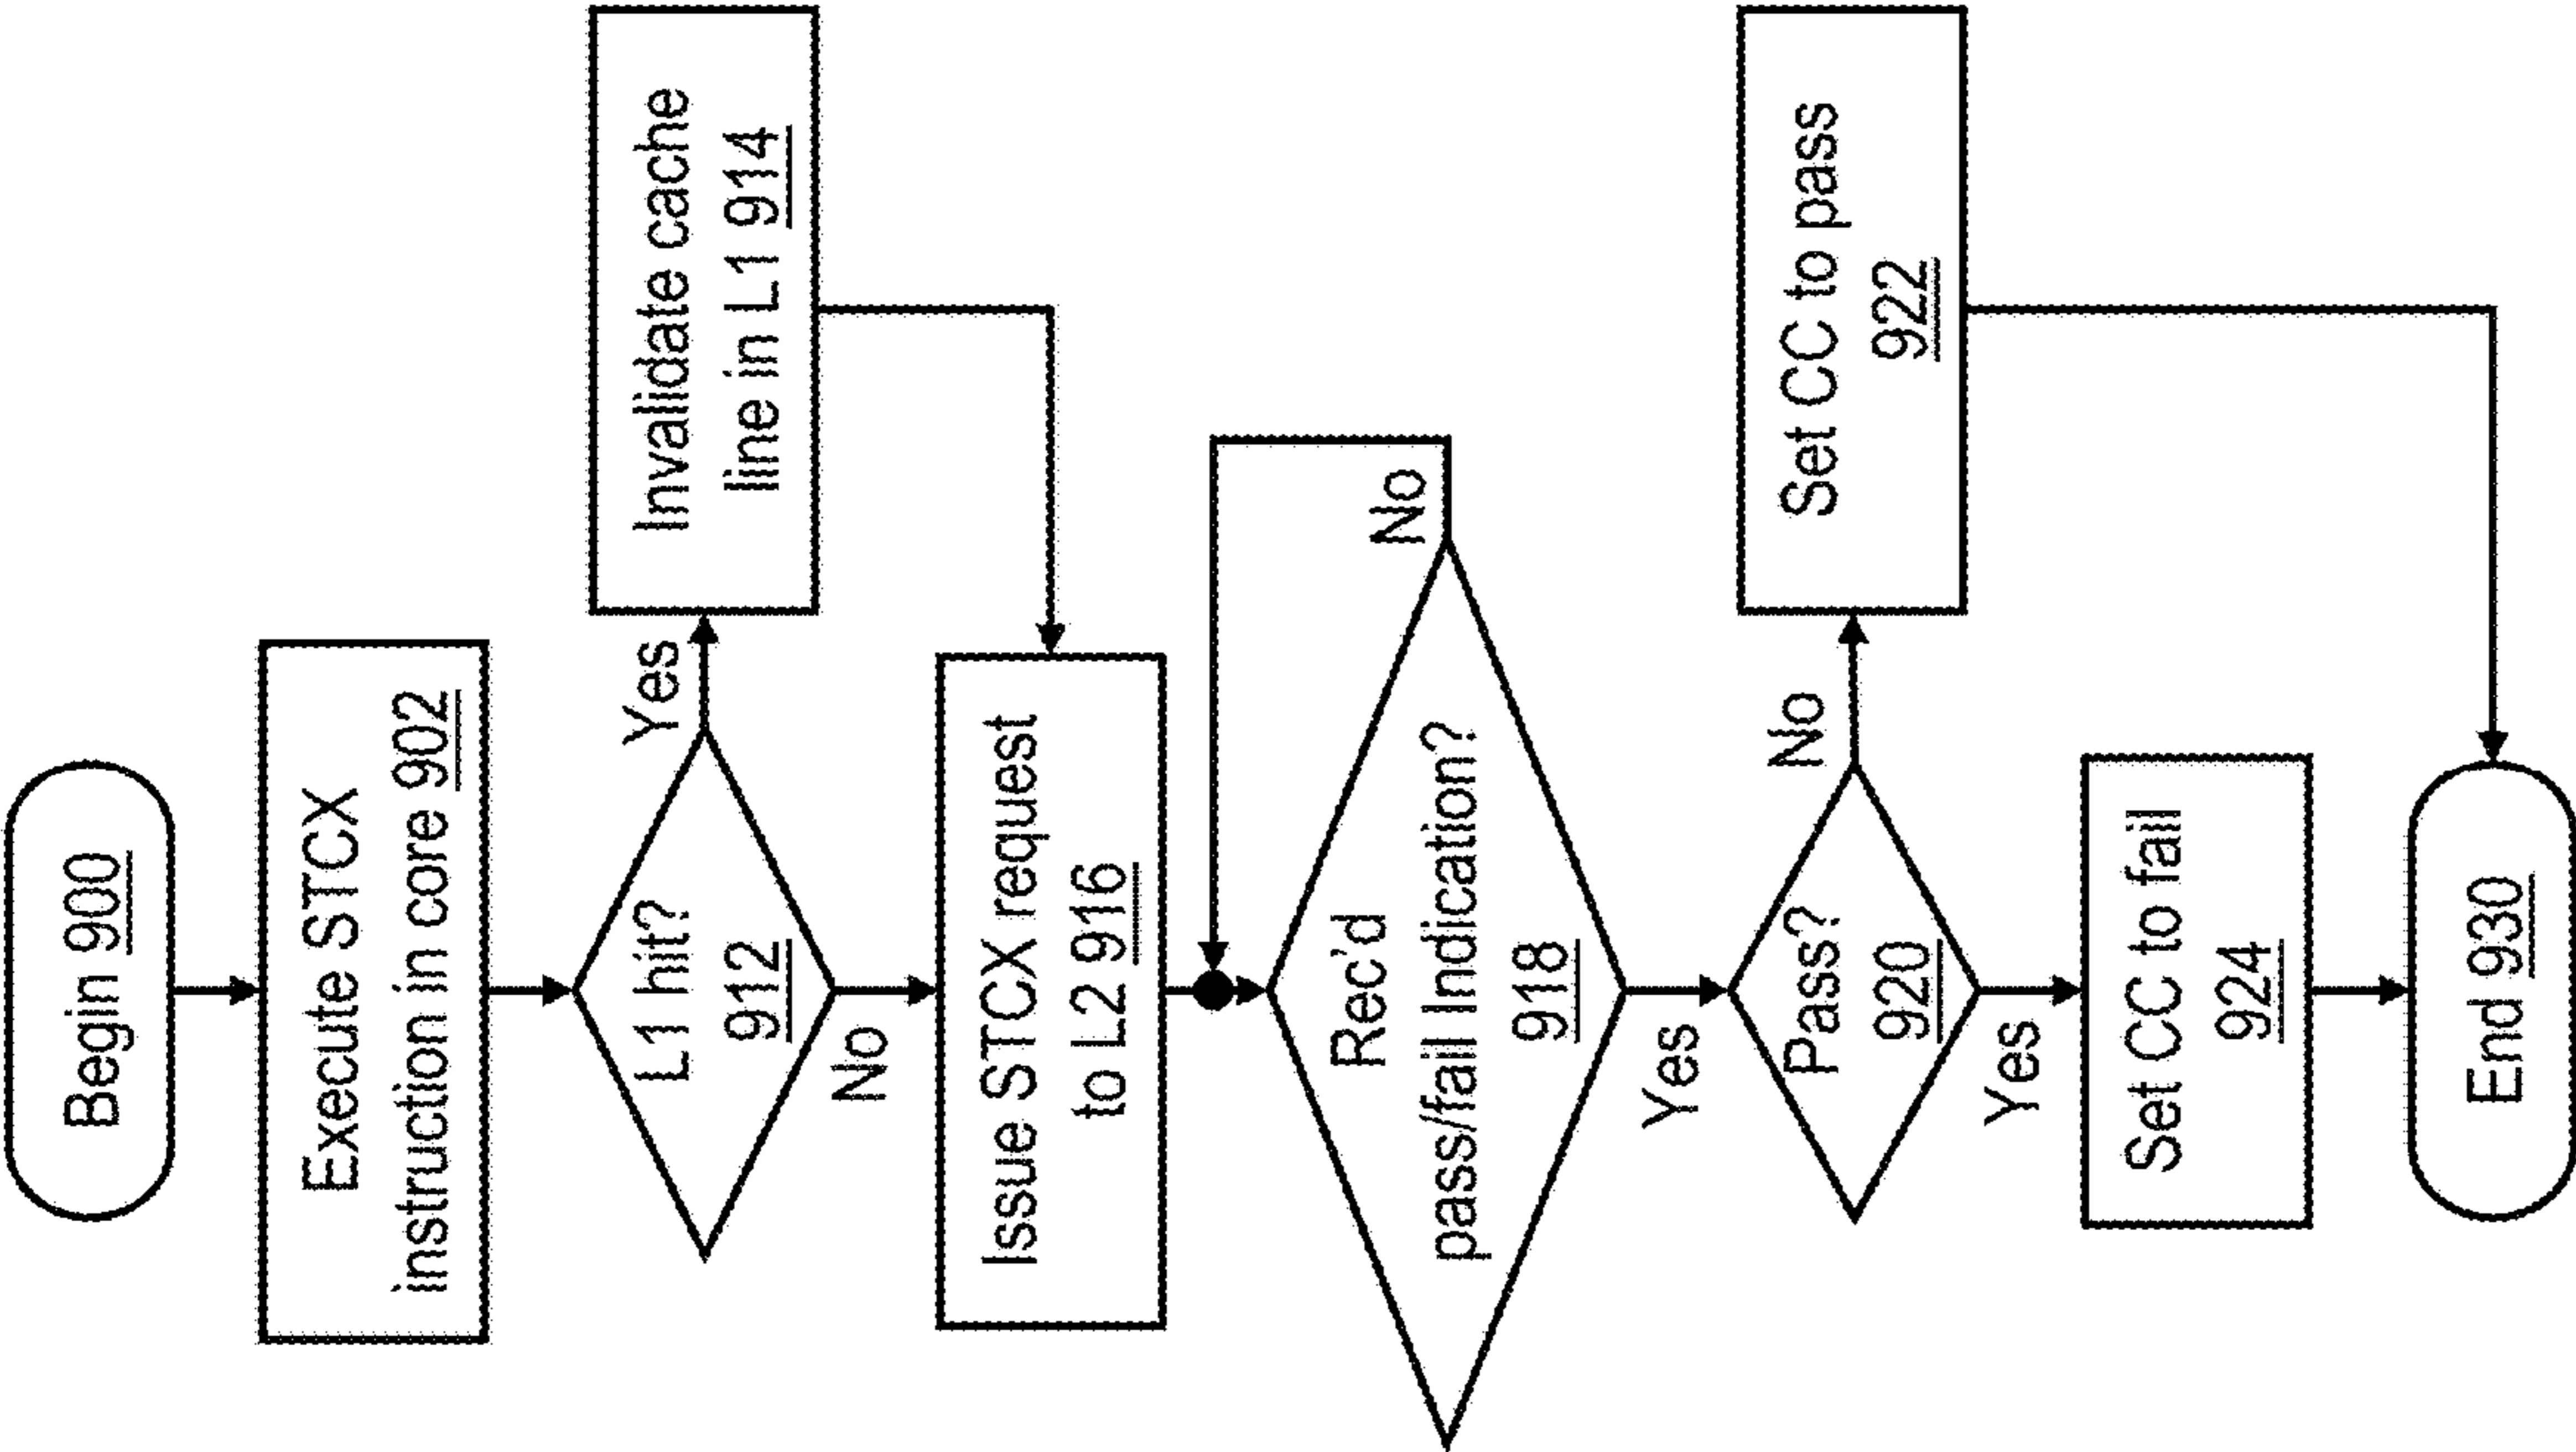 Begin 900
Execute STCX
instruction in core 902
L1 hit?
912
Yes
Invalidate cache
line in L1 914
No
Issue STCX request
to L2 916
Rec'd
pass/fail Indication?
918
No
Yes
Pass?
920
No
Set CC to pass
922
Yes
Set CC to fail
924
End 930